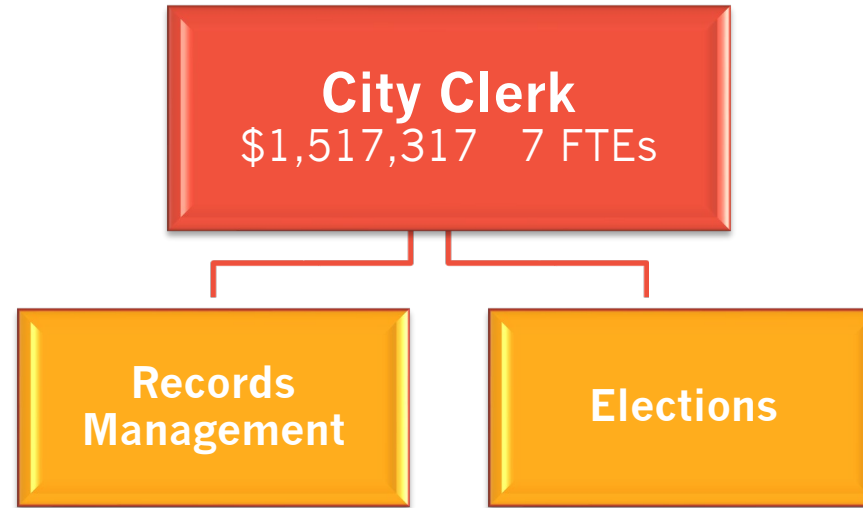 City Clerk
$1,517,317 7 FTEs
Records
Management
Elections